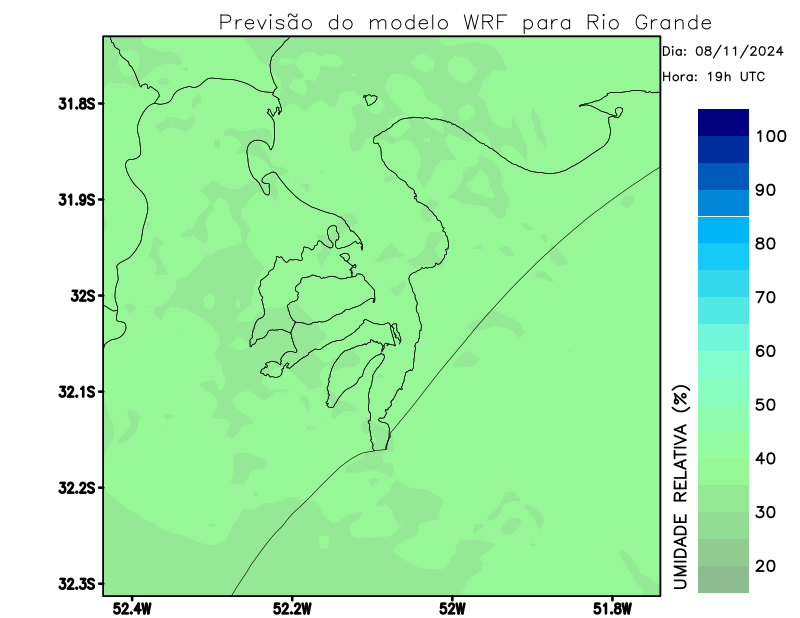 Previsão do modelo WRF para Rio Grande
Dia: 08/11/2024
Hora: 19h UTC
31.8S
31.9S
32S
32.1S
32.2S
32.3S
52.4W
52.2W
52W
51.8W
UMIDADE RELATIVA (%)
100
90
80
70
60
50
40
30
20